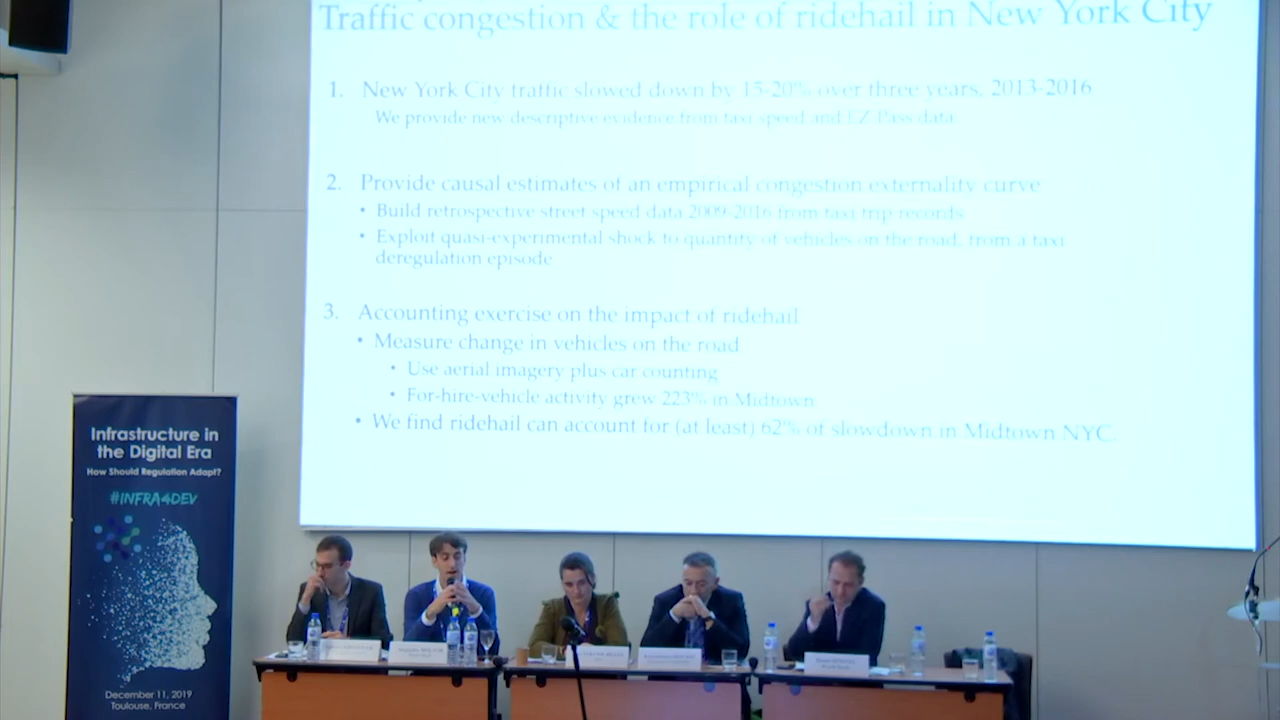 Traffic congestion & the role of ridehail in New York City
1. New York City traffic slowed down by 15-20% over three years, 2013-2016
We provide new descriptive evidence from taxi speed and EZ-Pass data
2. Provide causal estimates of an empirical congestion externality curve
• Build retrospective street speed data 2009-2016 from taxi trip records
• Exploit quasi-experimental shock to quantity of vehicles on the road, from a taxi
deregulation episode
3. Accounting exercise on the impact of ridehail
• Measure change in vehicles on the road
• Use aerial imagery plus car counting
• For-hire-vehicle activity grew 223% in Midtown
• We find ridehail can account for (at least) 62% of slowdown in Midtown NYC.
Infrastructure in
the Digital Era
How Should Regulation Adapt?
#INFRA4DEV
December 11, 2019
Toulouse, France